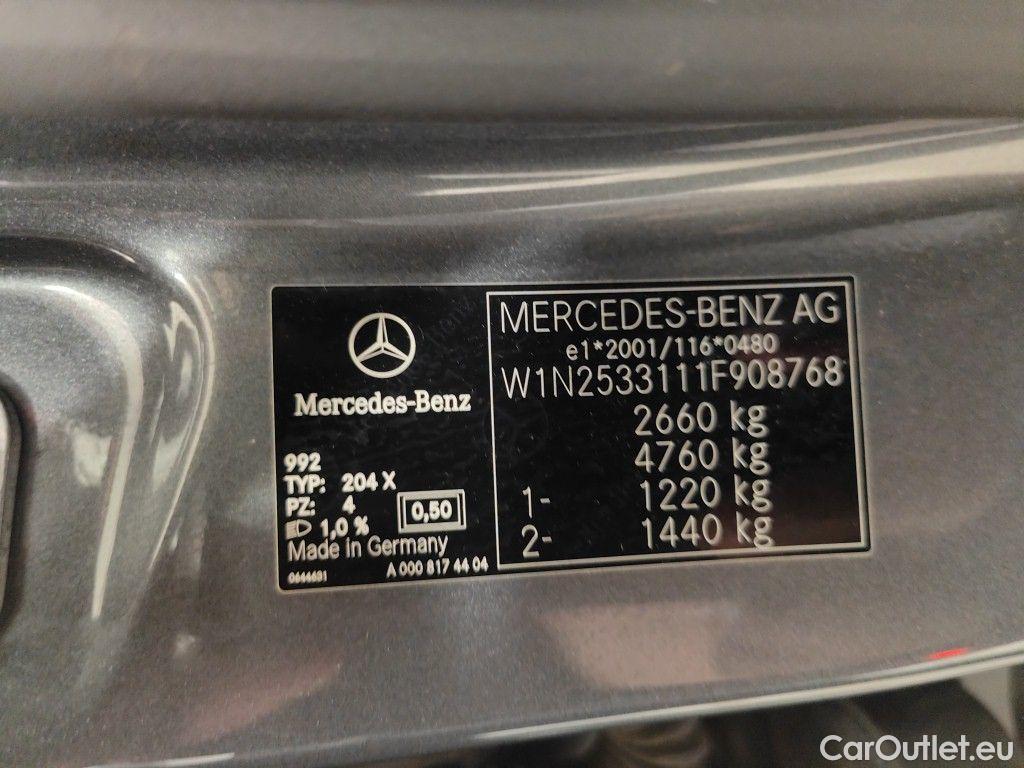 Mercedes-Benz
992
TYP: 204 X
PZ: 4
1,0 %
0,50
Made in Germany
0644691
A 000 817 44 04
MERCEDES-BENZ AG
e1*2001/116*0480
W1N2533111F908768
2660 kg
4760 kg
1- 1220 kg
2- 1440 kg
CarOutlet.eu